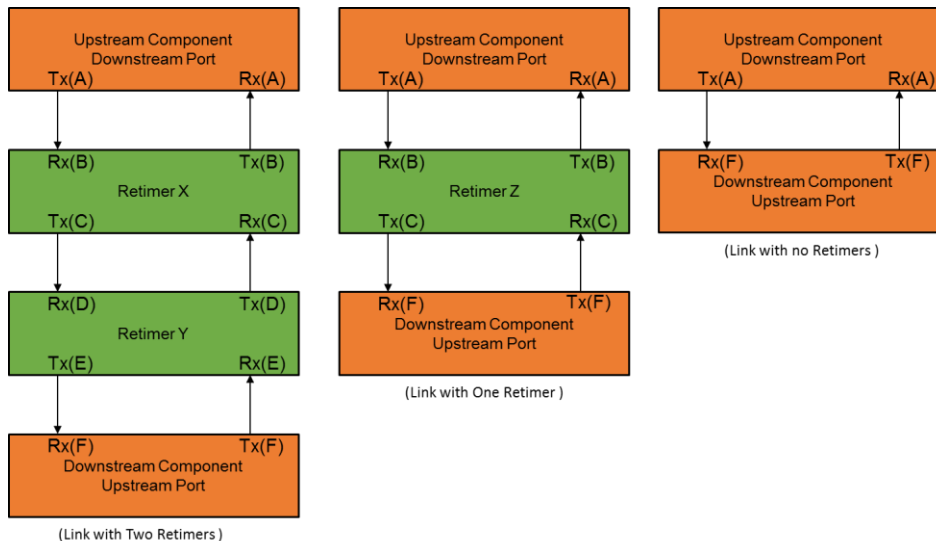 Upstream Component
Downstream Port
Tx(A) Rx(A)
Rx(B) Tx(B)
Retimer X
Tx(C) Rx(C)
Rx(D) Tx(D)
Retimer Y
Tx(E) Rx(E)
Rx(F) Tx(F)
Downstream Component
Upstream Port
(Link with Two Retimers )
Upstream Component
Downstream Port
Tx(A) Rx(A)
Rx(B) Tx(B)
Retimer Z
Tx(C) Rx(C)
Rx(F) Tx(F)
Downstream Component
Upstream Port
(Link with One Retimer )
Upstream Component
Downstream Port
Tx(A) Rx(A)
Rx(F) Tx(F)
Downstream Component
Upstream Port
(Link with no Retimers )